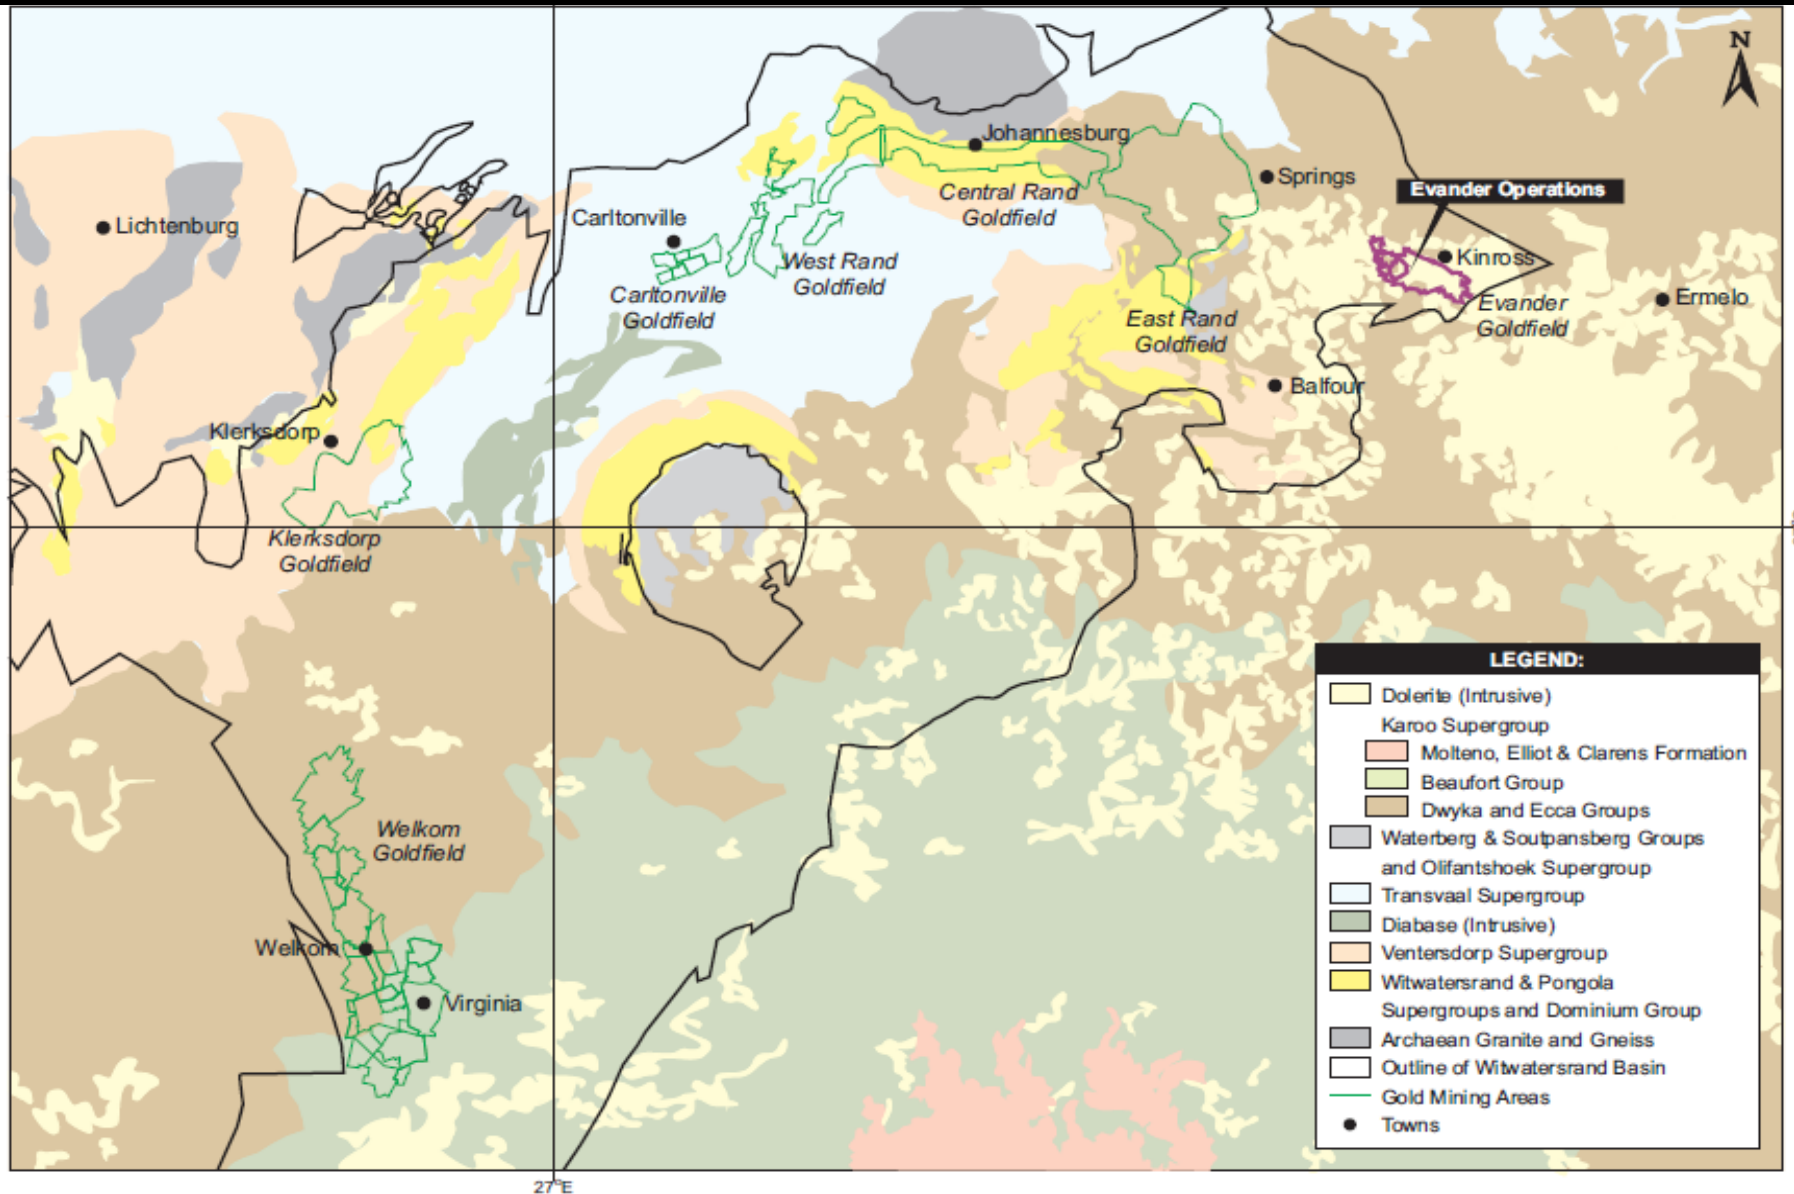 N
Johannesburg
Springs
Evander Operations
Central Rand
Goldfield
Carltonville
Lichtenburg
Kinross
West Rand
Goldfield
Carltonville
Goldfield
Evander
Goldfield
Ermelo
East Rand
Goldfield
Balfour
Klerksdorp
Klerksdorp
Goldfield
Welkom
Goldfield
Welkom
Virginia
LEGEND:
Dolerite (Intrusive)
Karoo Supergroup
Molteno, Elliot & Clarens Formation
Beaufort Group
Dwyka and Ecca Groups
Waterberg & Soutpansberg Groups
and Olifantshoek Supergroup
Transvaal Supergroup
Diabase (Intrusive)
Ventersdorp Supergroup
Witwatersrand & Pongola
Supergroups and Dominium Group
Archaean Granite and Gneiss
Outline of Witwatersrand Basin
Gold Mining Areas
Towns
27°E